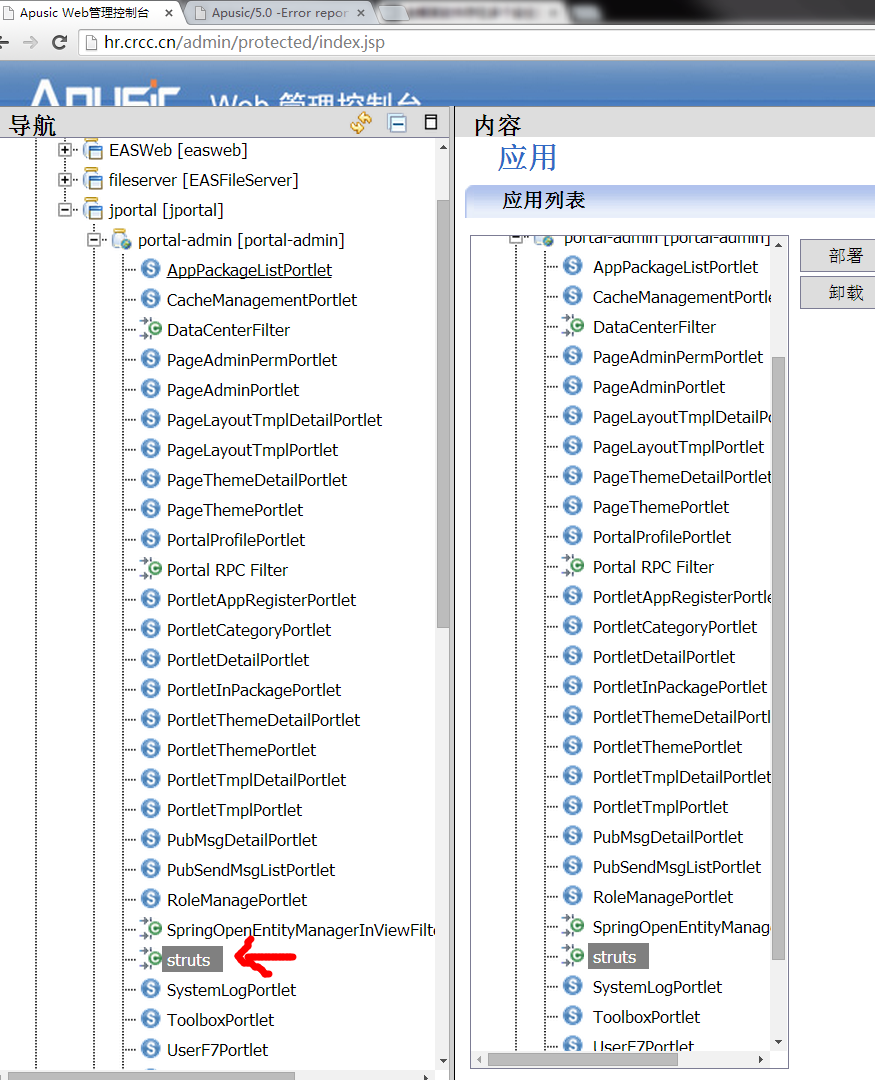 Apusic Web管理控制台
Apusic/5.0 -Error repor
hr.crcc.cn/admin/protected/index.jsp
Apusic Web 管理控制台
导航
EASWeb [easweb]
fileserver [EASFileServer]
jportal [jportal]
portal-admin [portal-admin]
AppPackageListPortlet
CacheManagementPortlet
DataCenterFilter
PageAdminPermPortlet
PageAdminPortlet
PageLayoutTmplDetailPortlet
PageLayoutTmplPortlet
PageThemeDetailPortlet
PageThemePortlet
PortalProfilePortlet
Portal RPC Filter
PortletAppRegisterPortlet
PortletCategoryPortlet
PortletDetailPortlet
PortletInPackagePortlet
PortletThemeDetailPortlet
PortletThemePortlet
PortletTmplDetailPortlet
PortletTmplPortlet
PubMsgDetailPortlet
PubSendMsgListPortlet
RoleManagePortlet
SpringOpenEntityManagerInViewFilte
struts
SystemLogPortlet
ToolboxPortlet
UserF7Portlet
内容
应用
应用列表
portal-admin [portal-admin]
AppPackageListPortlet
CacheManagementPortle
DataCenterFilter
PageAdminPermPortlet
PageAdminPortlet
PageLayoutTmplDetailPo
PageLayoutTmplPortlet
PageThemeDetailPortlet
PageThemePortlet
PortalProfilePortlet
Portal RPC Filter
PortletAppRegisterPortle
PortletCategoryPortlet
PortletDetailPortlet
PortletInPackagePortlet
PortletThemeDetailPortl
PortletThemePortlet
PortletTmplDetailPortlet
PortletTmplPortlet
PubMsgDetailPortlet
PubSendMsgListPortlet
RoleManagePortlet
SpringOpenEntityManag
struts
SystemLogPortlet
ToolboxPortlet
UserF7Portlet
部署
卸载